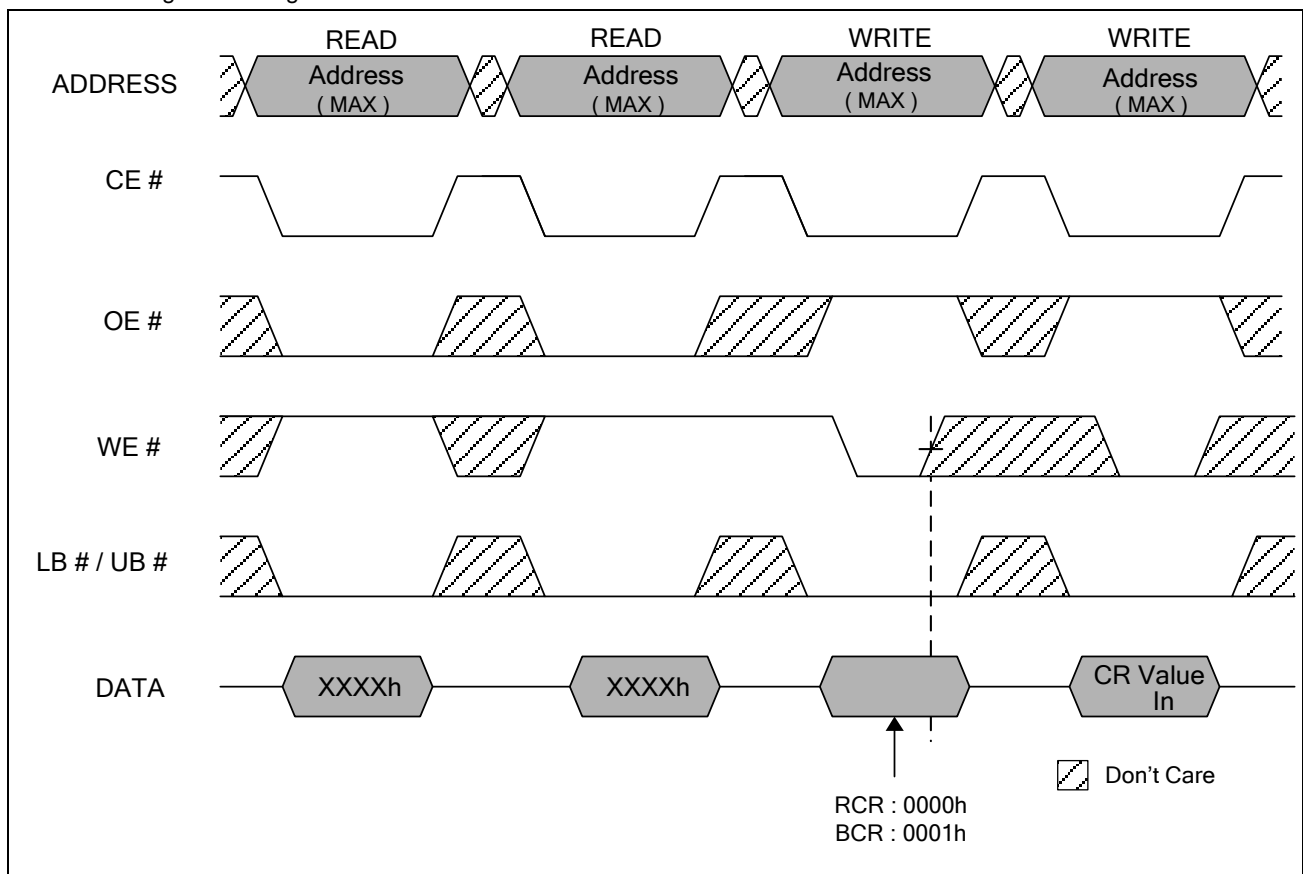 READ READ WRITE WRITE
ADDRESS Address Address Address Address
( MAX ) ( MAX ) ( MAX ) ( MAX )
CE #
OE #
WE #
LB # / UB #
DATA XXXXh XXXXh CR Value
In
Don't Care
RCR : 0000h
BCR : 0001h